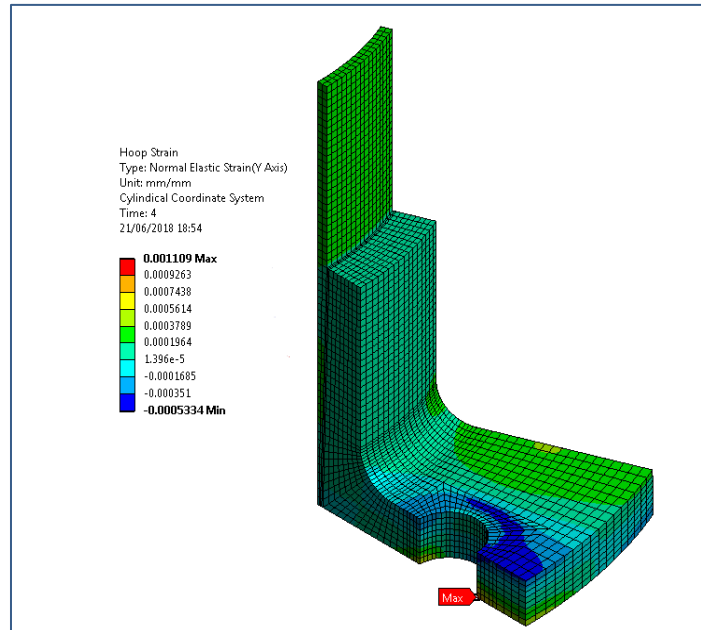 Hoop Strain
Type: Normal Elastic Strain(Y Axis)
Unit: mm/mm
Cylindical Coordinate System
Time: 4
21/06/2018 18:54
0.001109 Max
0.0009263
0.0007438
0.0005614
0.0003789
0.0001964
1.396e-5
-0.0001685
-0.000351
-0.0005334 Min
Max